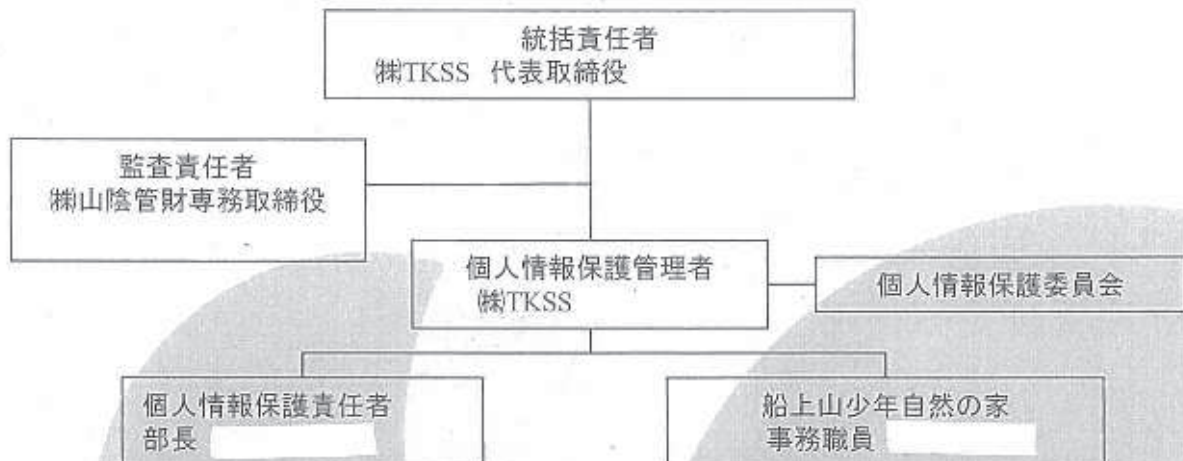 統括責任者
㈱TKSS 代表取締役
監査責任者
㈱山陰管財専務取締役
個人情報保護管理者
㈱TKSS
個人情報保護委員会
個人情報保護責任者
部長
船上山少年自然の家
事務職員